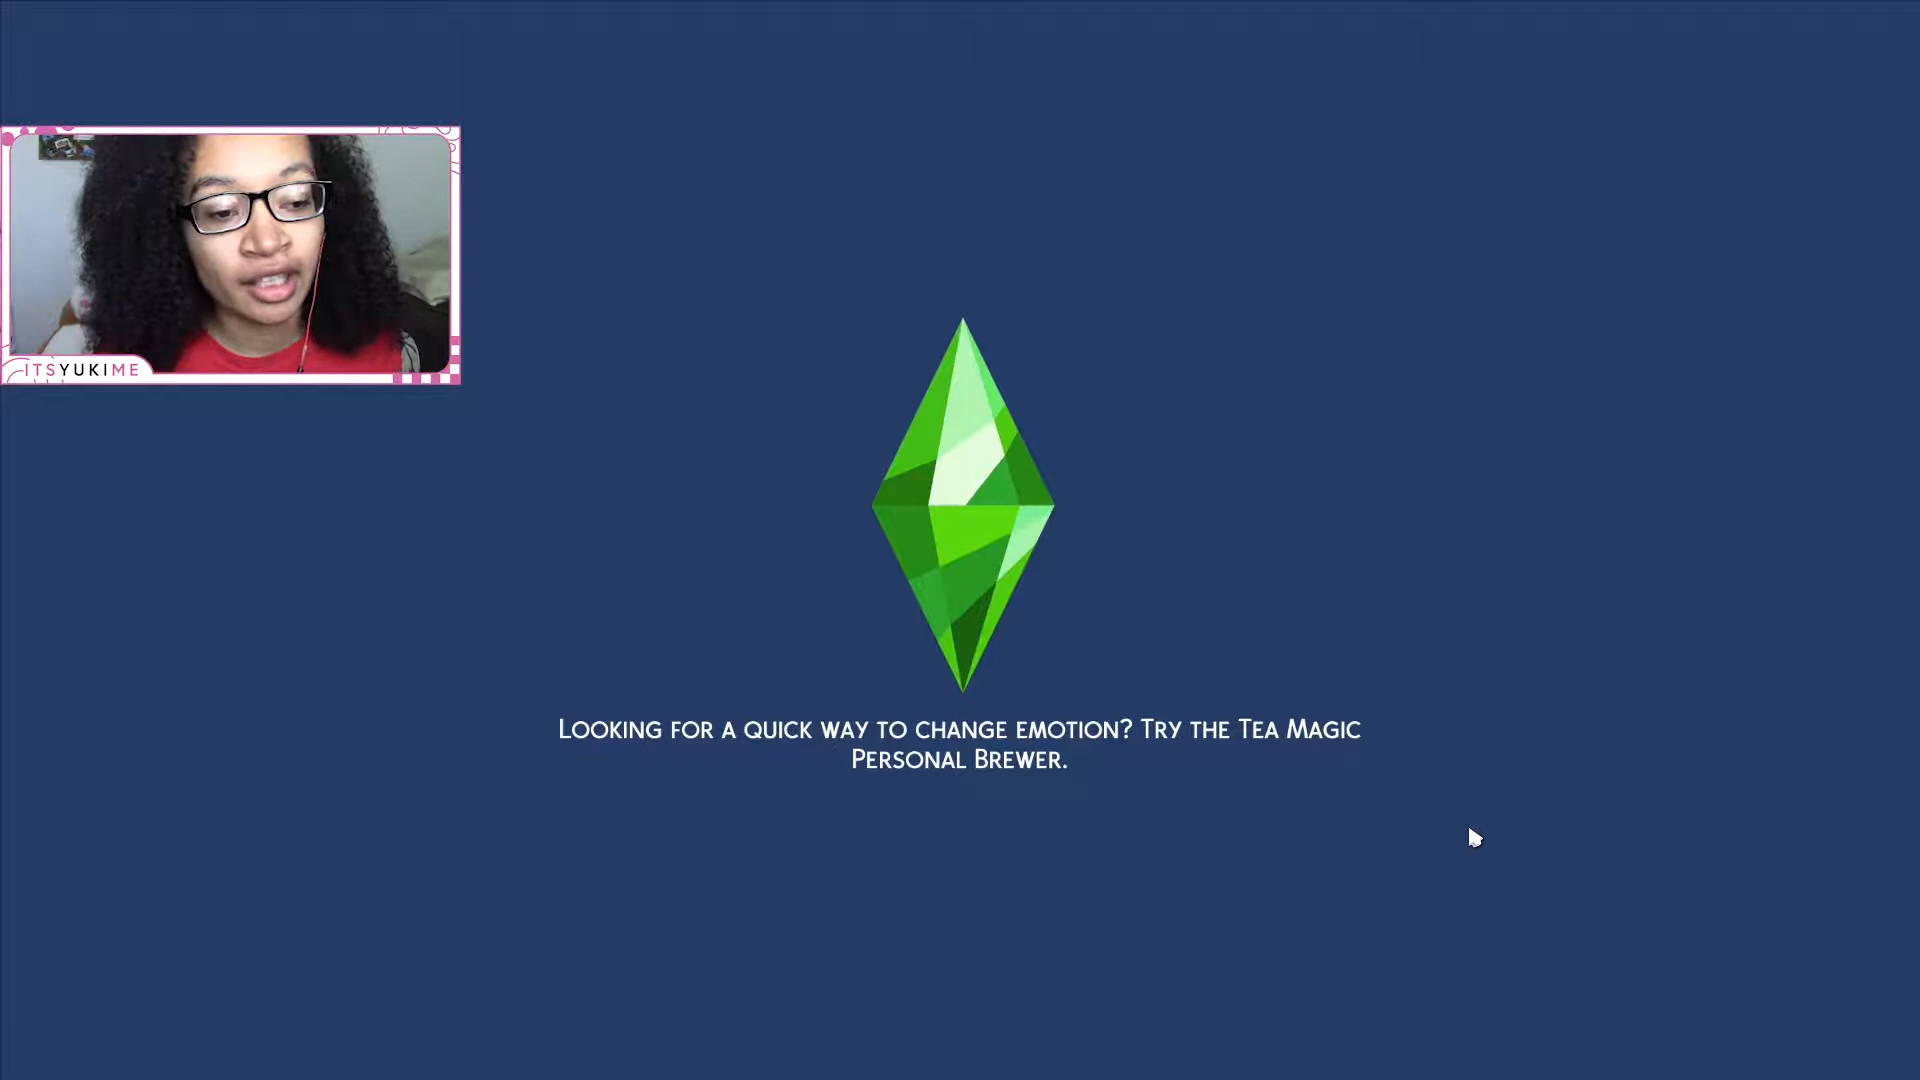 ITSYUKIME
Looking for a quick way to change emotion? Try the Tea Magic
Personal Brewer.